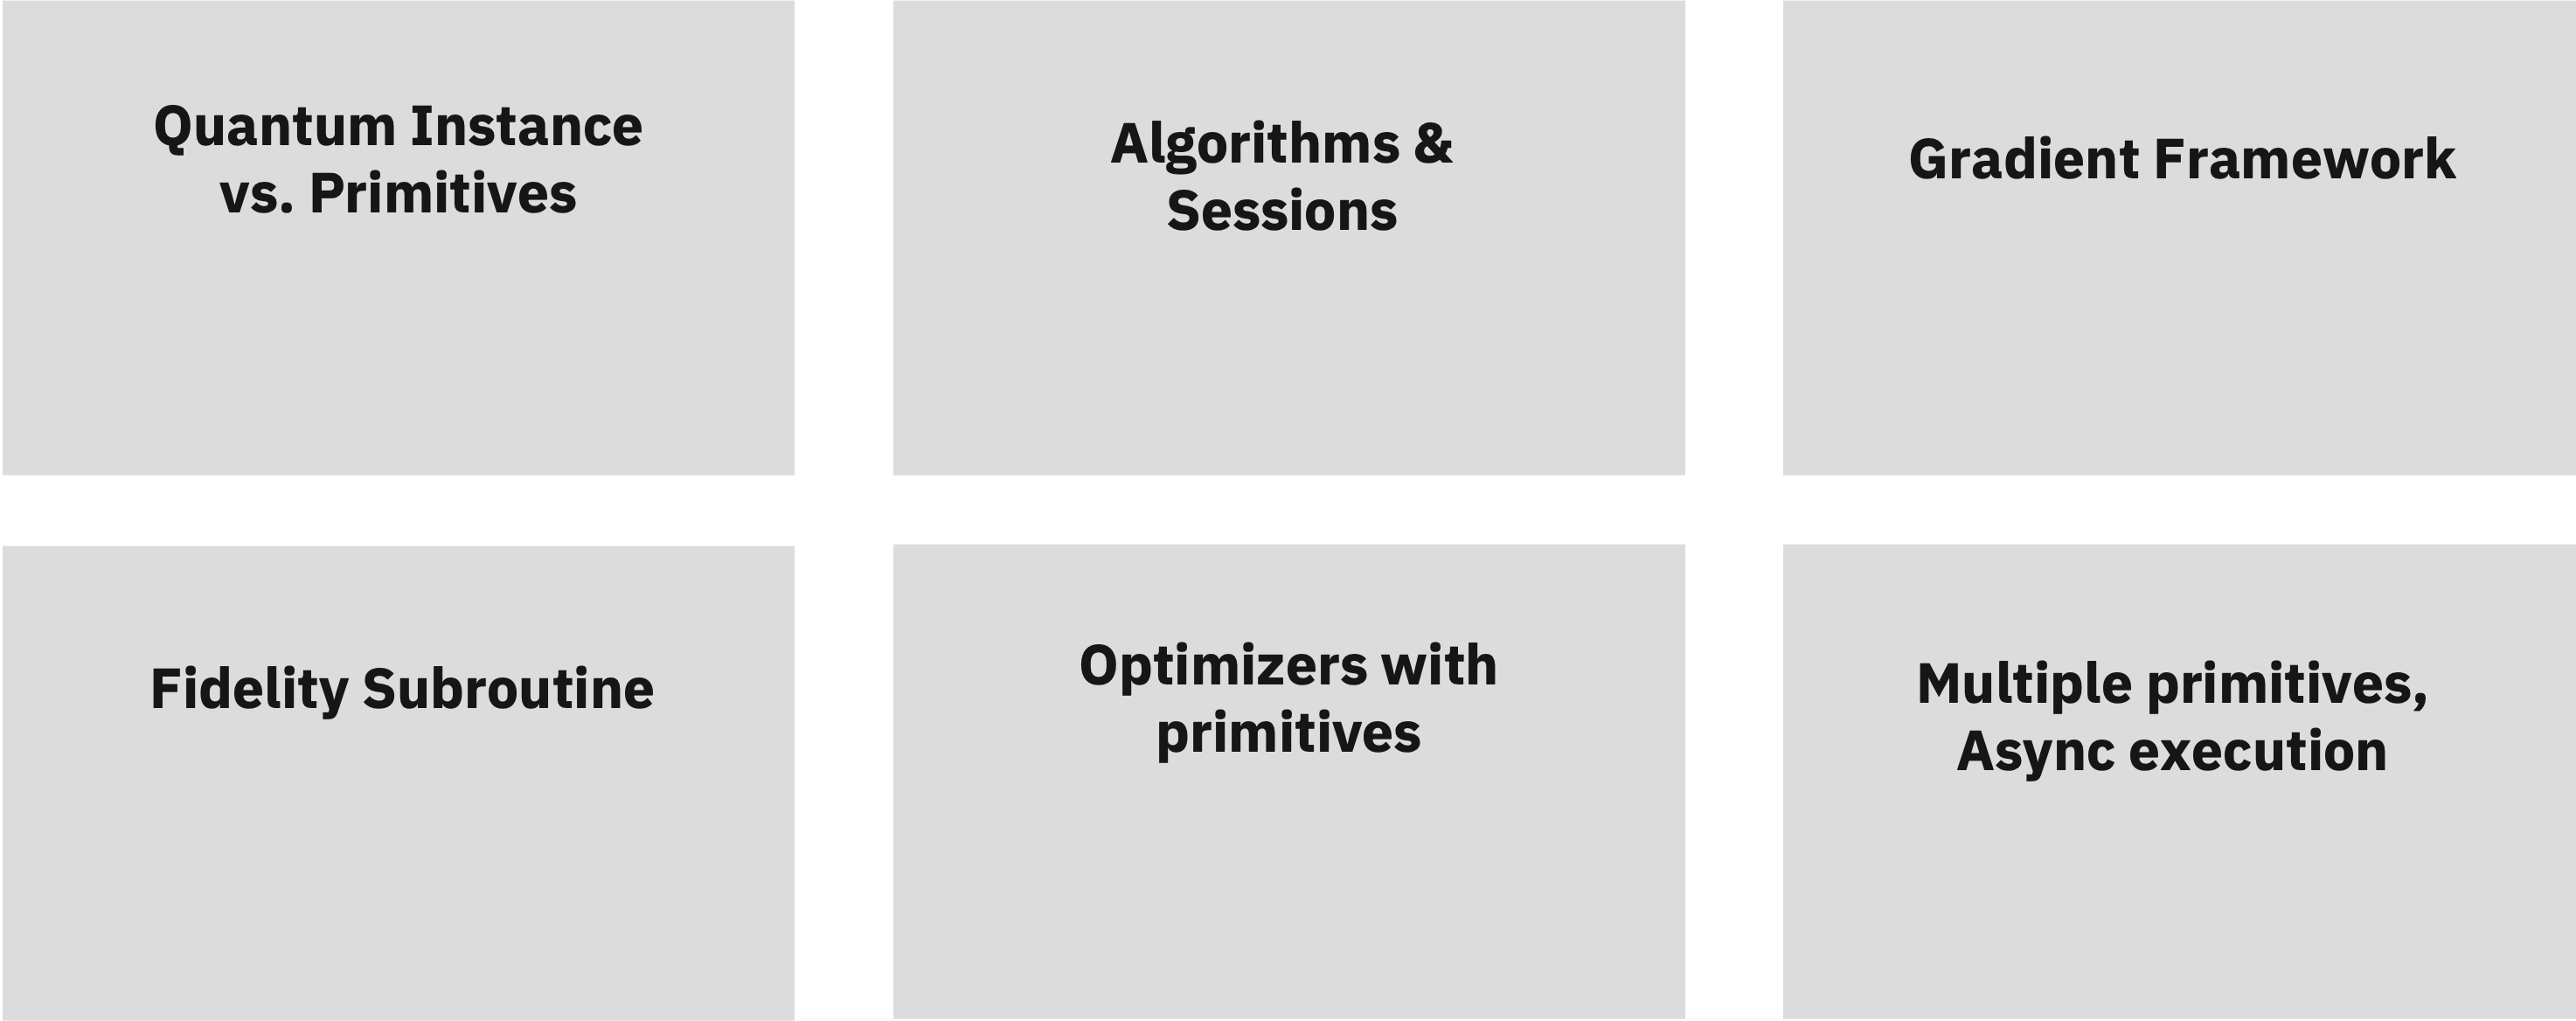 Quantum Instance
vs. Primitives
Algorithms &
Sessions
Gradient Framework
Fidelity Subroutine
Optimizers with
primitives
Multiple primitives,
Async execution